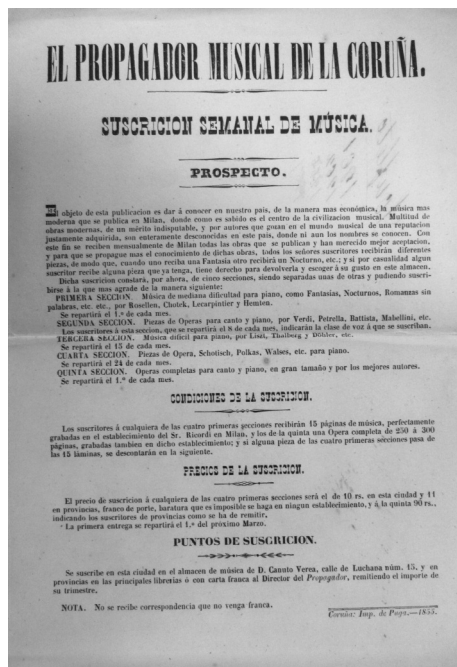 EL PROPAGADOR MUSICAL DE LA CORUÑA.
SUSCRICION SEMANAL DE MÚSICA.
PROSPECTO.
El objeto de esta publicacion es dar á conocer en nuestro pais, de la manera mas económica, la música mas
moderna que se publica en Milan, donde como es sabido es el centro de la civilizacion musical. Multitud de
obras modernas, de un mérito indisputable, y por autores que gozan en el mundo musical de una reputacion
justamente adquirida, son enteramente desconocidas en este pais, donde ni aun los nombres se conocen. Con
este fin se reciben mensualmente de Milan todas las obras que se publican y han merecido mejor aceptacion,
y para que se propague mas el conocimiento de dichas obras, todos los señores suscritores recibirán diferentes
piezas, de modo que, cuando uno reciba una Fantasia otro recibirá un Nocturno, etc.; y si por casualidad algun
suscritor recibe alguna pieza que ya tenga, tiene derecho para devolverla y escoger á su gusto en este almacen.
Dicha suscricion constará, por ahora, de cinco secciones, siendo separadas unas de otras y pudiendo suscri-
birse á la que mas agrade de la manera siguiente:
PRIMERA SECCION. Música de mediana dificultad para piano, como Fantasias, Nocturnos, Romanzas sin
palabras, etc. etc., por Rosellen, Chotek, Lecarpintier y Hemten.
Se repartirá el 1.º de cada mes.
SEGUNDA SECCION. Piezas de Operas para canto y piano, por Verdi, Petrella, Battista, Mabellini, etc.
Los suscritores á esta seccion, que se repartirá el 8 de cada mes, indicarán la clase de voz á que se suscriban.
TERCERA SECCION. Música dificil para piano, por Liszt, Thalberg y Döhler, etc.
Se repartirá el 15 de cada mes.
CUARTA SECCION. Piezas de Opera, Schotisch, Polkas, Walses, etc. para piano.
Se repartirá el 24 de cada mes.
QUINTA SECCION. Operas completas para canto y piano, en gran tamaño y por los mejores autores.
Se repartirá el 1.º de cada mes.
CONDICIONES DE LA SUSCRICION.
Los suscritores á cualquiera de las cuatro primeras secciones recibirán 15 páginas de música, perfectamente
grabadas en el establecimiento del Sr. Ricordi en Milan, y los de la quinta una Opera completa de 250 á 300
páginas, grabadas tambien en dicho establecimiento; y si alguna pieza de las cuatro primeras secciones pasa de
las 15 láminas, se descontarán en la siguiente.
PRECIOS DE LA SUSCRICION.
El precio de suscricion á cualquiera de las cuatro primeras secciones será el de 10 rs. en esta ciudad y 11
en provincias, franco de porte, baratura que es imposible se haga en ningun establecimiento, y á la quinta 90 rs.,
indicando los suscritores de provincias como se ha de remitir.
La primera entrega se repartirá el 1.º del próximo Marzo.
PUNTOS DE SUSCRICION.
Se suscribe en esta ciudad en el almacen de música de D. Canuto Verea, calle de Luchana núm. 15, y en
provincias en las principales librerias ó con carta franca al Director del Propagador, remitiendo el importe de
su trimestre.
NOTA. No se recibe correspondencia que no venga franca.
Coruña: Imp. de Puga.—1855.